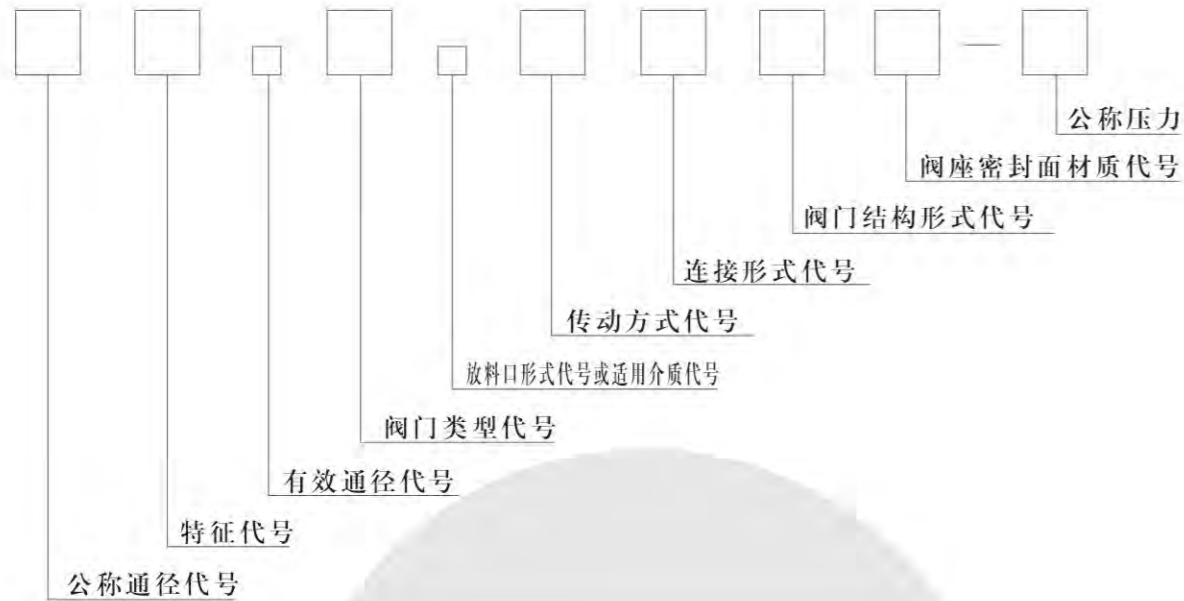 公称压力
阀座密封面材质代号
阀门结构形式代号
连接形式代号
传动方式代号
放料口形式代号或适用介质代号
阀门类型代号
有效通径代号
特征代号
公称通径代号